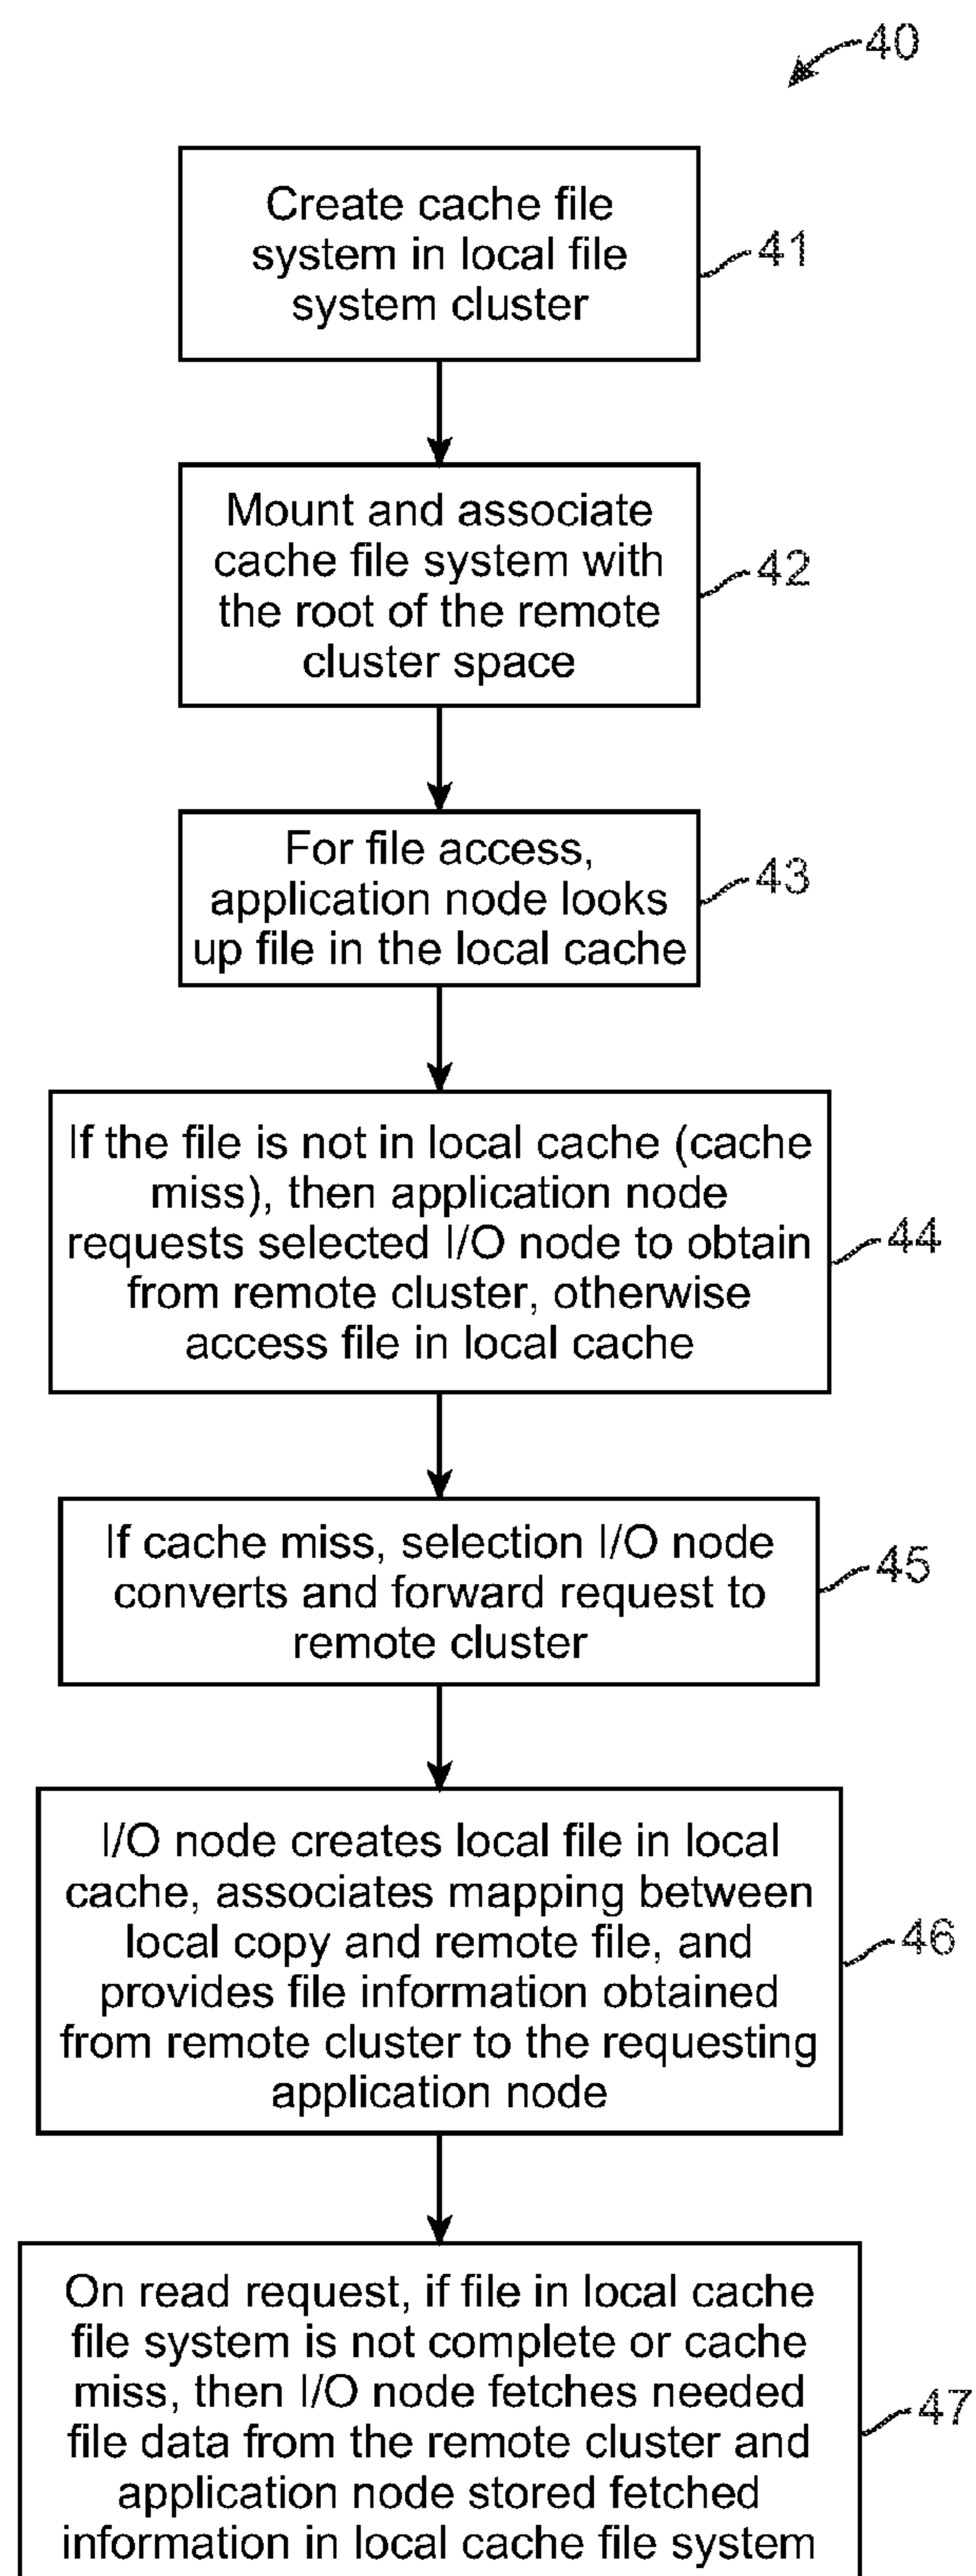 40
Create cache file
system in local file
system cluster
41
Mount and associate
cache file system with
the root of the remote
cluster space
42
For file access,
application node looks
up file in the local cache
43
If the file is not in local cache (cache
miss), then application node
requests selected I/O node to obtain
from remote cluster, otherwise
access file in local cache
44
If cache miss, selection I/O node
converts and forward request to
remote cluster
45
I/O node creates local file in local
cache, associates mapping between
local copy and remote file, and
provides file information obtained
from remote cluster to the requesting
application node
46
On read request, if file in local cache
file system is not complete or cache
miss, then I/O node fetches needed
file data from the remote cluster and
application node stored fetched
information in local cache file system
47